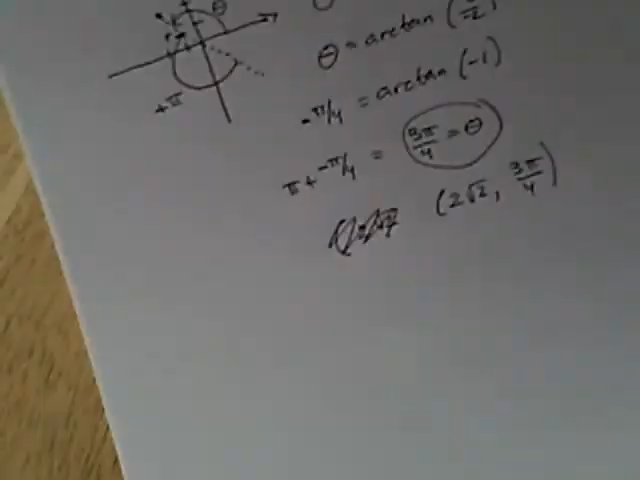 θ
θ = arctan (2/-2)
-π/4 = arctan (-1)
+π
π + -π/4 = 3π/4 = θ
(2√2, 3π/4)